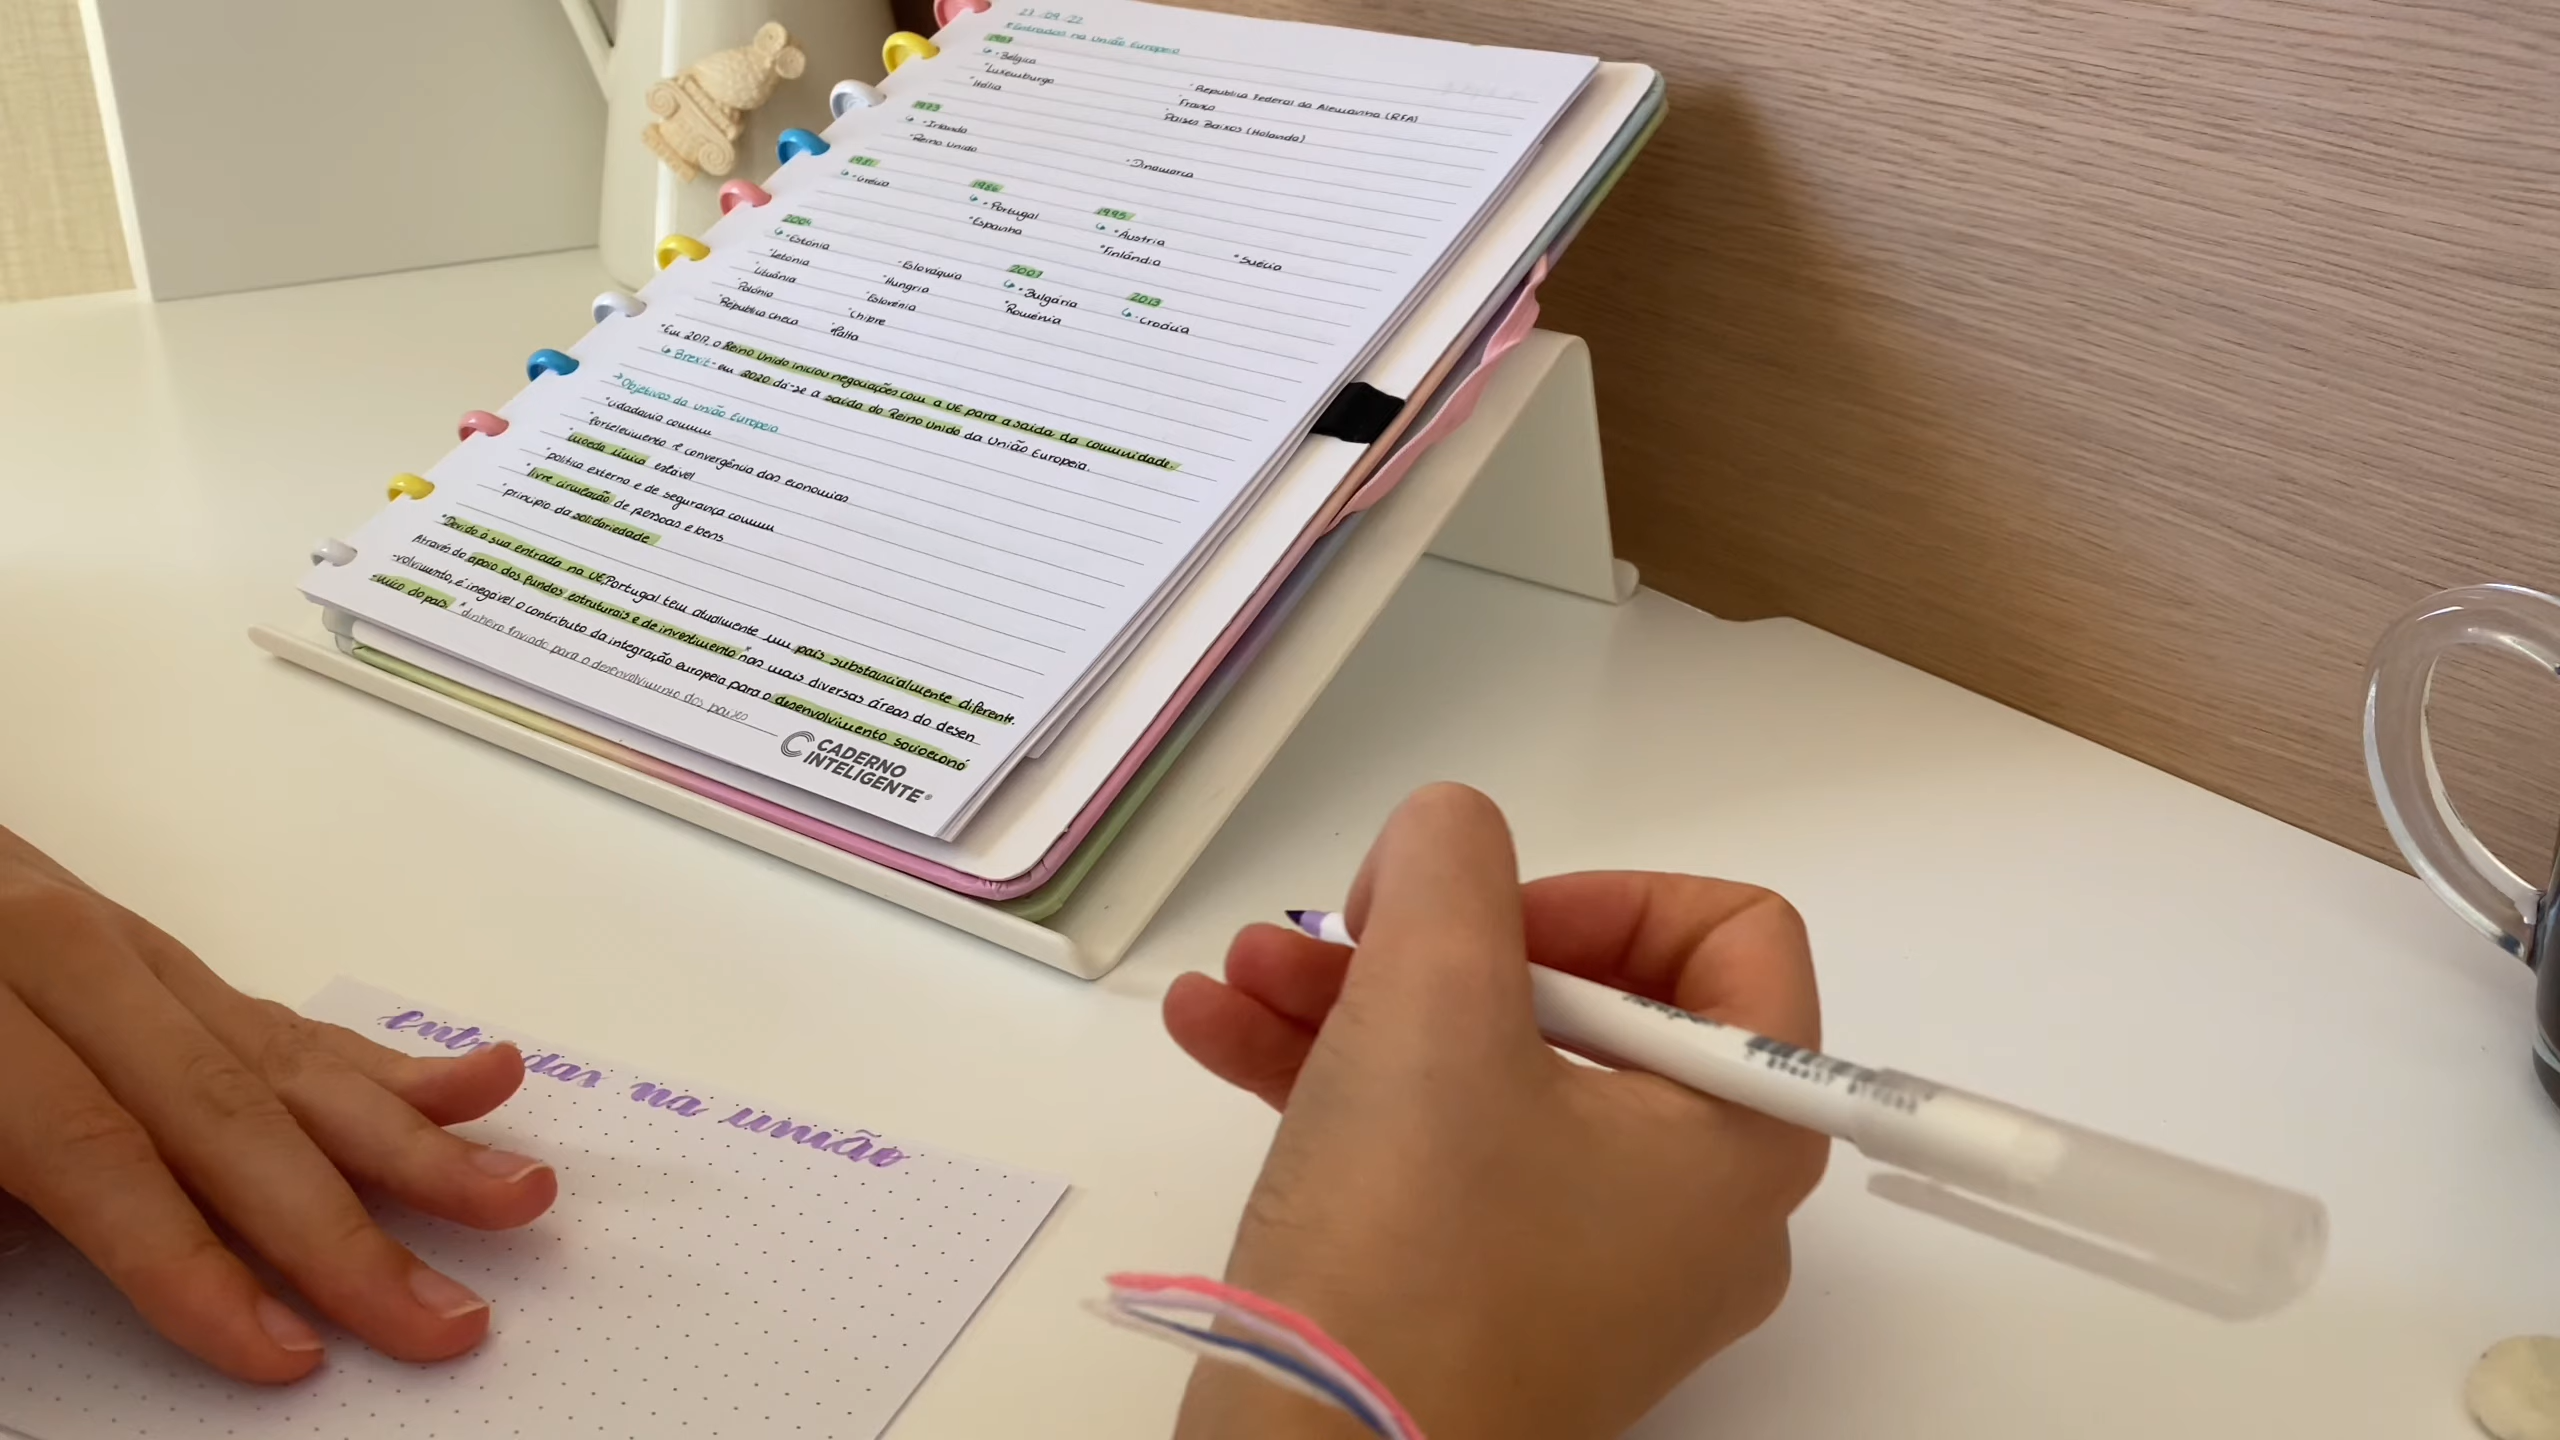 27-09-22
*Entradas na União Europeia
1957
↳ •Bélgica
•Luxemburgo
•Itália
•República Federal da Alemanha (RFA)
•França
•Países Baixos (Holanda)
1973
↳ •Irlanda
•Reino Unido
•Dinamarca
1981
↳ •Grécia
1986
↳ •Portugal
•Espanha
1995
↳ •Áustria
•Finlândia
•Suécia
2004
↳ •Estónia
•Letónia
•Lituânia
•Polónia
•República Checa
•Eslováquia
•Hungria
•Eslovénia
•Chipre
•Malta
2007
↳ •Bulgária
•Roménia
2013
↳ •Croácia
*Em 2017, o Reino Unido iniciou negociações com a UE para a saída da comunidade.
↳ Brexit - em 2020 dá-se a saída do Reino Unido da União Europeia.
→Objetivos da União Europeia
•cidadania comum
•fortelecimento e convergência das economias
•moeda única estável
•política externa e de segurança comum
•livre circulação de pessoas e bens
•princípio da solidariedade
*Devido à sua entrada na UE, Portugal tem atualmente um país substancialmente diferente.
Através do apoio dos fundos estruturais e de investimento* nas mais diversas áreas do desen
-volvimento, é inegável o contributo da integração europeia para o desenvolvimento socioeconó
-mico do país. *dinheiro enviado para o desenvolvimento dos países
CADERNO
INTELIGENTE®
entradas na união